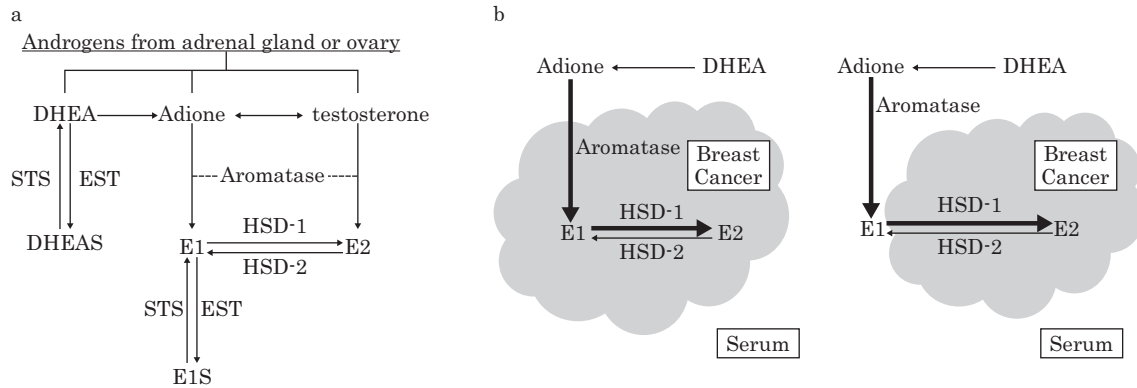 a
Androgens from adrenal gland or ovary
DHEA Adione testosterone
STS EST Aromatase
DHEAS
E1 HSD-1 E2
HSD-2
STS EST
E1S
b
Adione DHEA
Aromatase
Breast
Cancer
E1 HSD-1 E2
HSD-2
Serum
Adione DHEA
Aromatase
Breast
Cancer
E1 HSD-1 E2
HSD-2
Serum